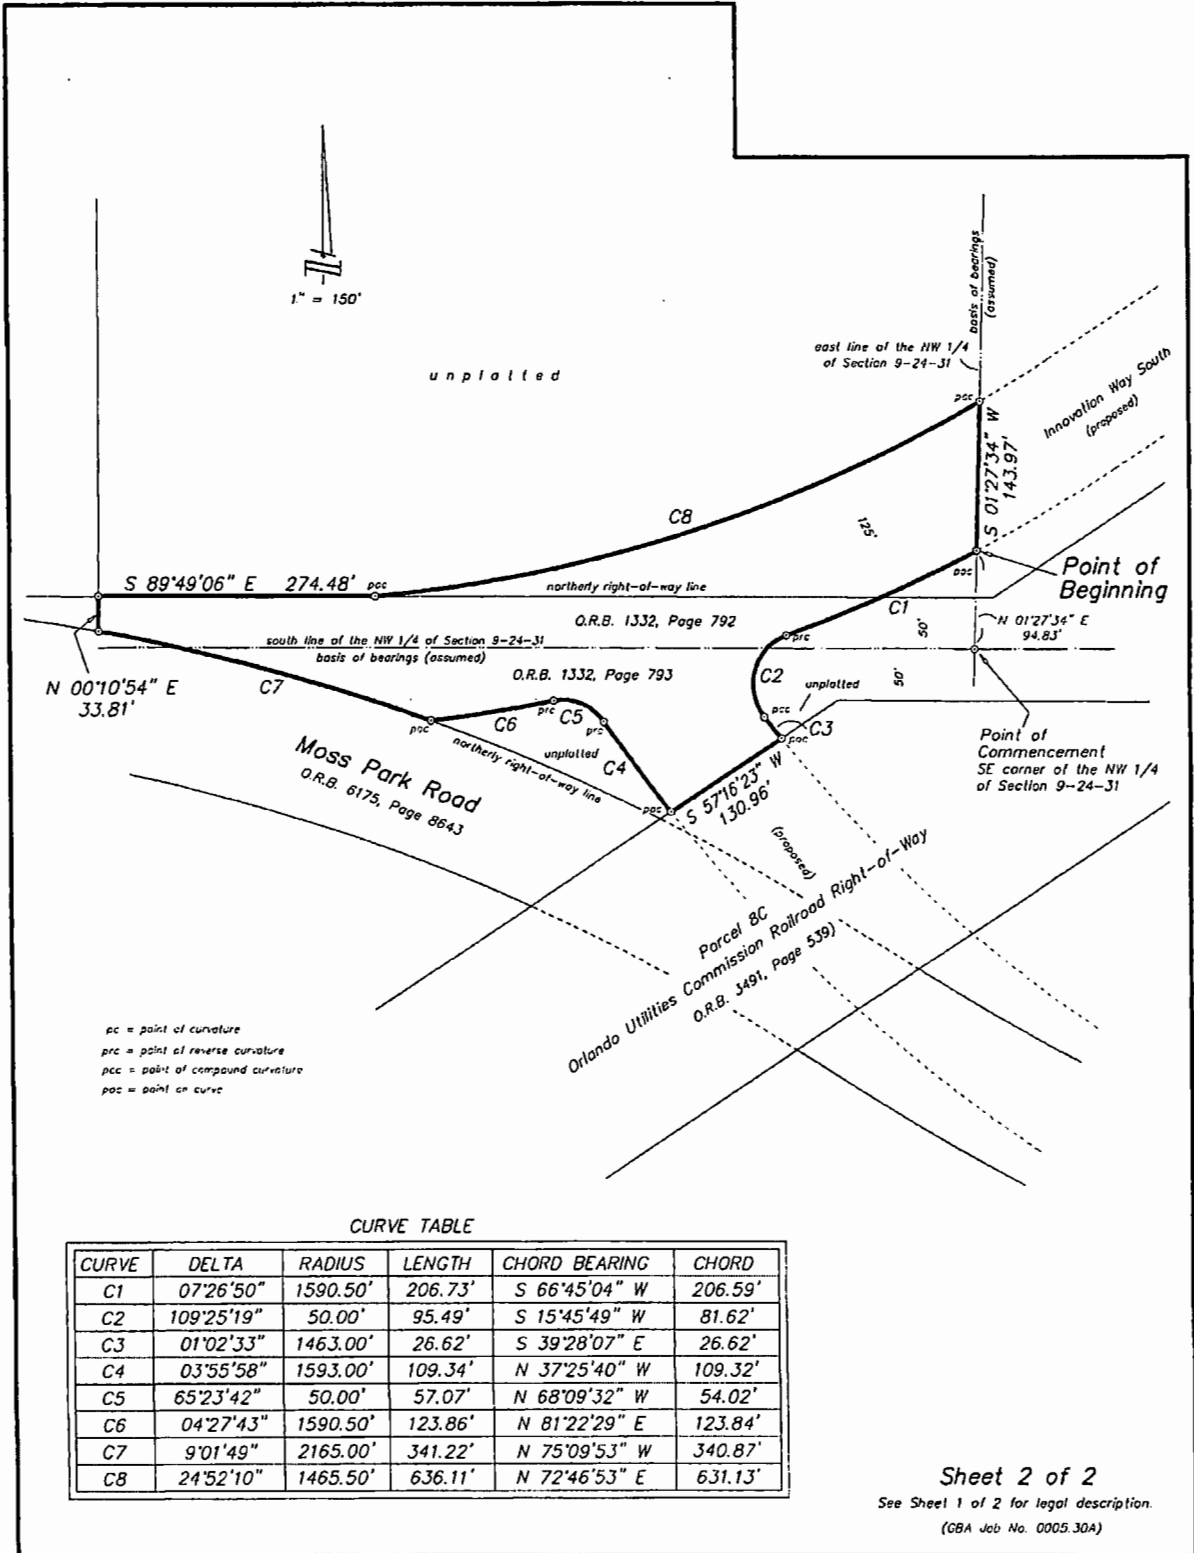 1" = 150'
unplatted
basis of bearings
(assumed)
east line of the NW 1/4
of Section 9-24-31
poc
Innovation Way South
(proposed)
S 01°27'34" W
143.97'
C8
125'
S 89°49'06" E 274.48'
poc
northerly right-of-way line
poc
Point of
Beginning
C1
O.R.B. 1332, Page 792
prc
50'
N 01°27'34" E
94.83'
south line of the NW 1/4 of Section 9-24-31
basis of bearings (assumed)
O.R.B. 1332, Page 793
C2
50'
unplatted
N 00°10'54" E
33.81'
C7
poc
C6
prc
C5
prc
pcc
C3
poc
northerly right-of-way line
unplatted
C4
Point of
Commencement
SE corner of the NW 1/4
of Section 9-24-31
Moss Park Road
O.R.B. 6175, Page 8643
poc
S 57°16'23" W
130.96'
(proposed)
Parcel 8C
Orlando Utilities Commission Railroad Right-of-Way
O.R.B. 3491, Page 539)
pc = point of curvature
prc = point of reverse curvature
pcc = point of compound curvature
poc = point on curve
CURVE TABLE
CURVE DELTA RADIUS LENGTH CHORD BEARING CHORD
C1 07°26'50" 1590.50' 206.73' S 66°45'04" W 206.59'
C2 109°25'19" 50.00' 95.49' S 15°45'49" W 81.62'
C3 01°02'33" 1463.00' 26.62' S 39°28'07" E 26.62'
C4 03°55'58" 1593.00' 109.34' N 37°25'40" W 109.32'
C5 65°23'42" 50.00' 57.07' N 68°09'32" W 54.02'
C6 04°27'43" 1590.50' 123.86' N 81°22'29" E 123.84'
C7 9°01'49" 2165.00' 341.22' N 75°09'53" W 340.87'
C8 24°52'10" 1465.50' 636.11' N 72°46'53" E 631.13'
Sheet 2 of 2
See Sheet 1 of 2 for legal description.
(GBA Job No. 0005.30A)